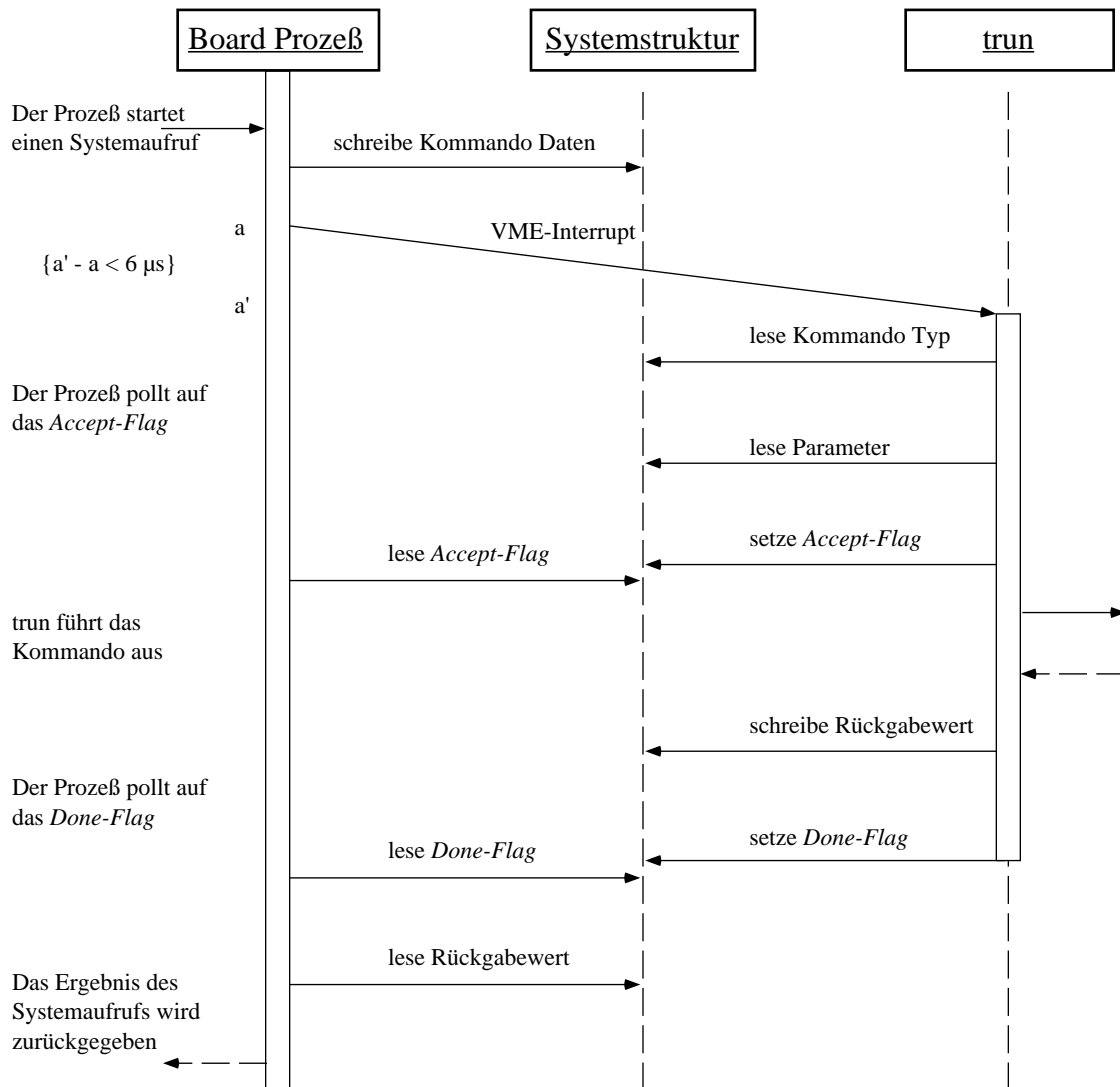 Board Prozeß
Systemstruktur
trun
Der Prozeß startet
einen Systemaufruf
schreibe Kommando Daten
a
VME-Interrupt
{a' - a < 6 µs}
a'
lese Kommando Typ
Der Prozeß pollt auf
das Accept-Flag
lese Parameter
setze Accept-Flag
lese Accept-Flag
trun führt das
Kommando aus
schreibe Rückgabewert
Der Prozeß pollt auf
das Done-Flag
setze Done-Flag
lese Done-Flag
lese Rückgabewert
Das Ergebnis des
Systemaufrufs wird
zurückgegeben